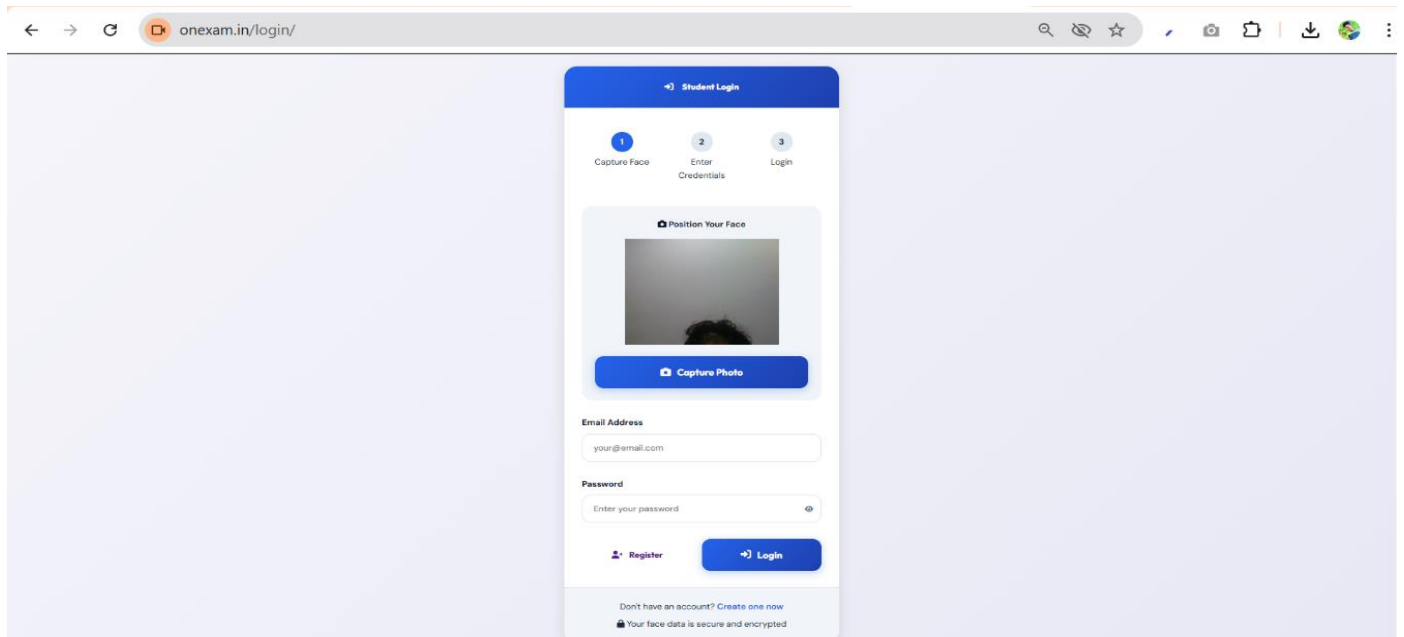 onexam.in/login/
Student Login
1 2 3
Capture Face Enter Login
Credentials
Position Your Face
Capture Photo
Email Address
your@email.com
Password
Enter your password
Register Login
Don't have an account? Create one now
Your face data is secure and encrypted